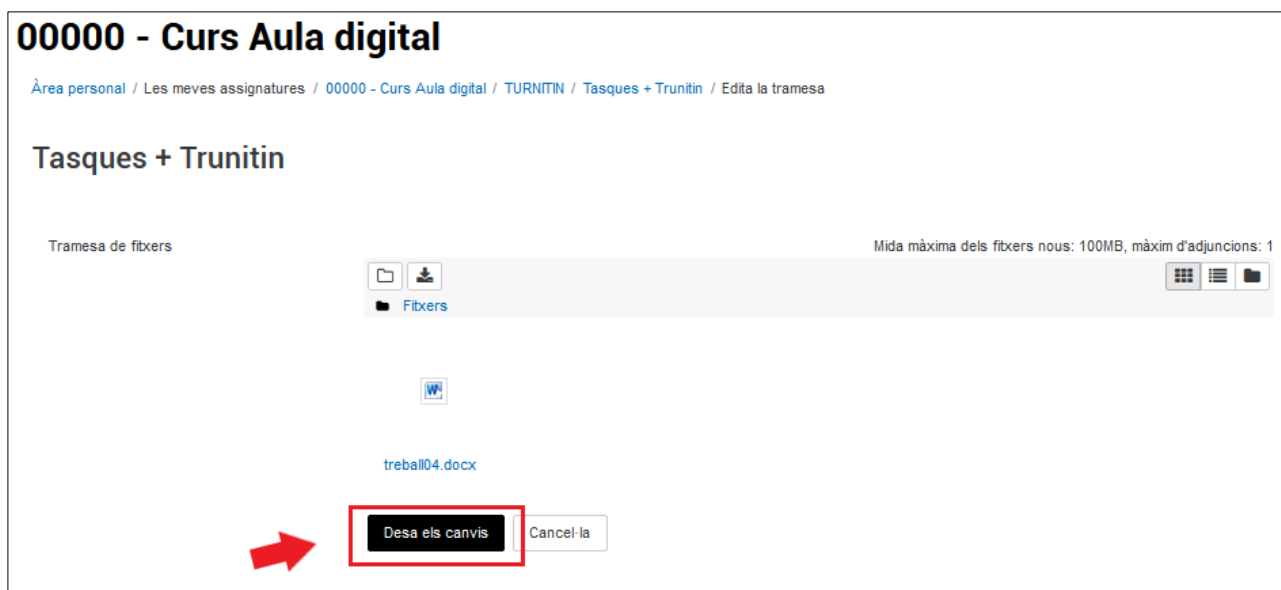 00000 - Curs Aula digital
Àrea personal / Les meves assignatures / 00000 - Curs Aula digital / TURNITIN / Tasques + Trunitin / Edita la tramesa
Tasques + Trunitin
Tramesa de fitxers
Mida màxima dels fitxers nous: 100MB, màxim d'adjuncions: 1
Fitxers
treball04.docx
Desa els canvis
Cancel·la